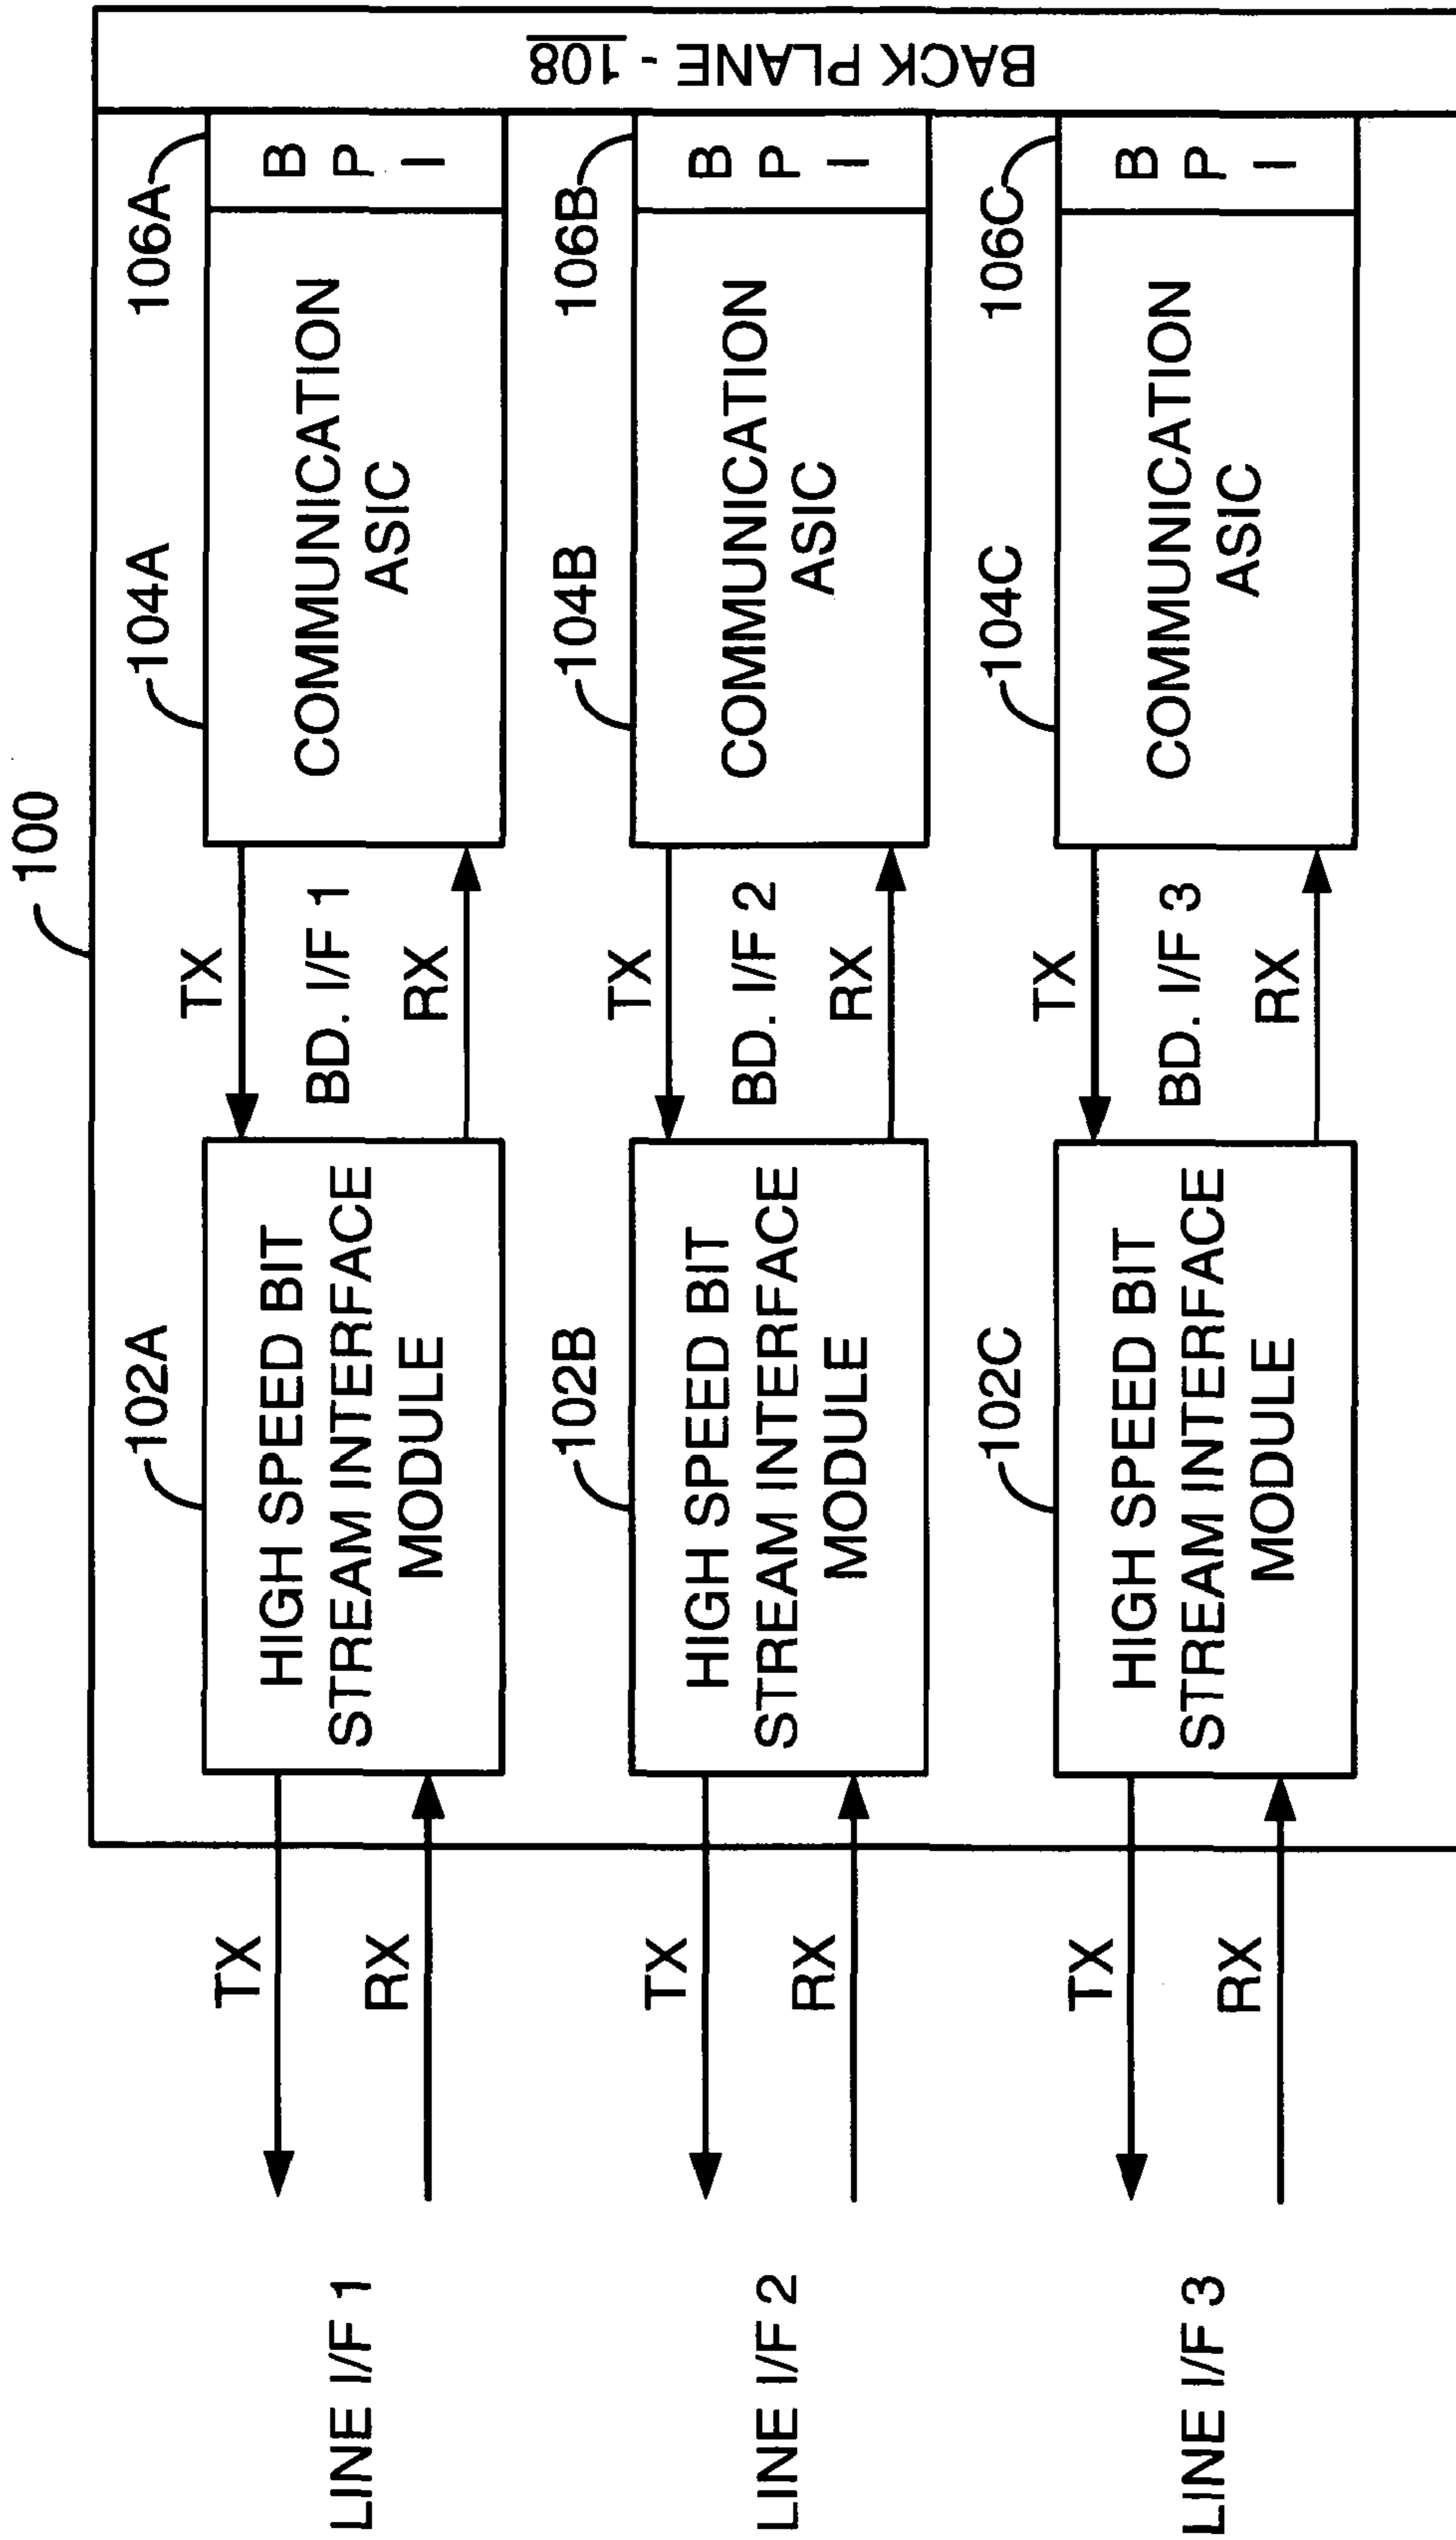 100
102A
HIGH SPEED BIT
STREAM INTERFACE
MODULE
104A
COMMUNICATION
ASIC
106A
B
P
I
TX
BD. I/F 1
RX
TX
RX
LINE I/F 1
102B
HIGH SPEED BIT
STREAM INTERFACE
MODULE
104B
COMMUNICATION
ASIC
106B
B
P
I
TX
BD. I/F 2
RX
TX
RX
LINE I/F 2
102C
HIGH SPEED BIT
STREAM INTERFACE
MODULE
104C
COMMUNICATION
ASIC
106C
B
P
I
TX
BD. I/F 3
RX
TX
RX
LINE I/F 3
BACK PLANE - 108